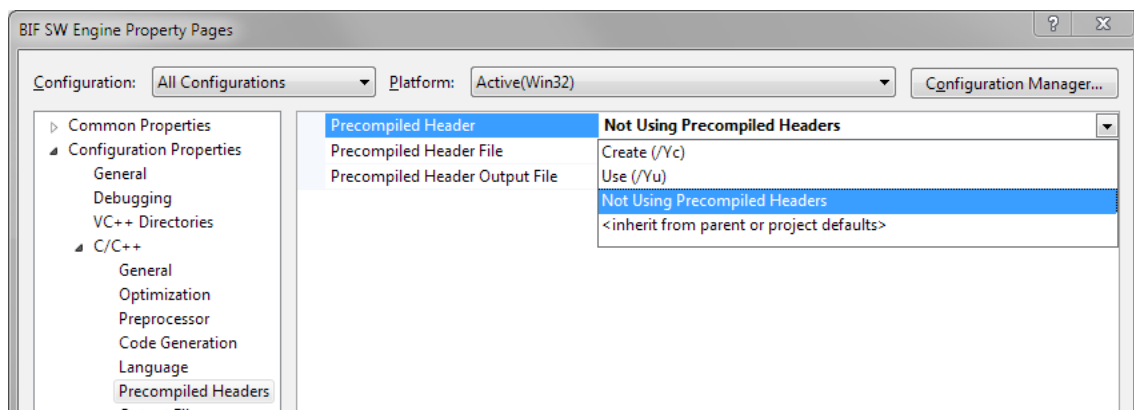 BIF SW Engine Property Pages
?
Configuration: All Configurations Platform: Active(Win32) Configuration Manager...
Common Properties
Configuration Properties
General
Debugging
VC++ Directories
C/C++
General
Optimization
Preprocessor
Code Generation
Language
Precompiled Headers
Precompiled Header Not Using Precompiled Headers
Precompiled Header File
Precompiled Header Output File
Create (/Yc)
Use (/Yu)
Not Using Precompiled Headers
<inherit from parent or project defaults>